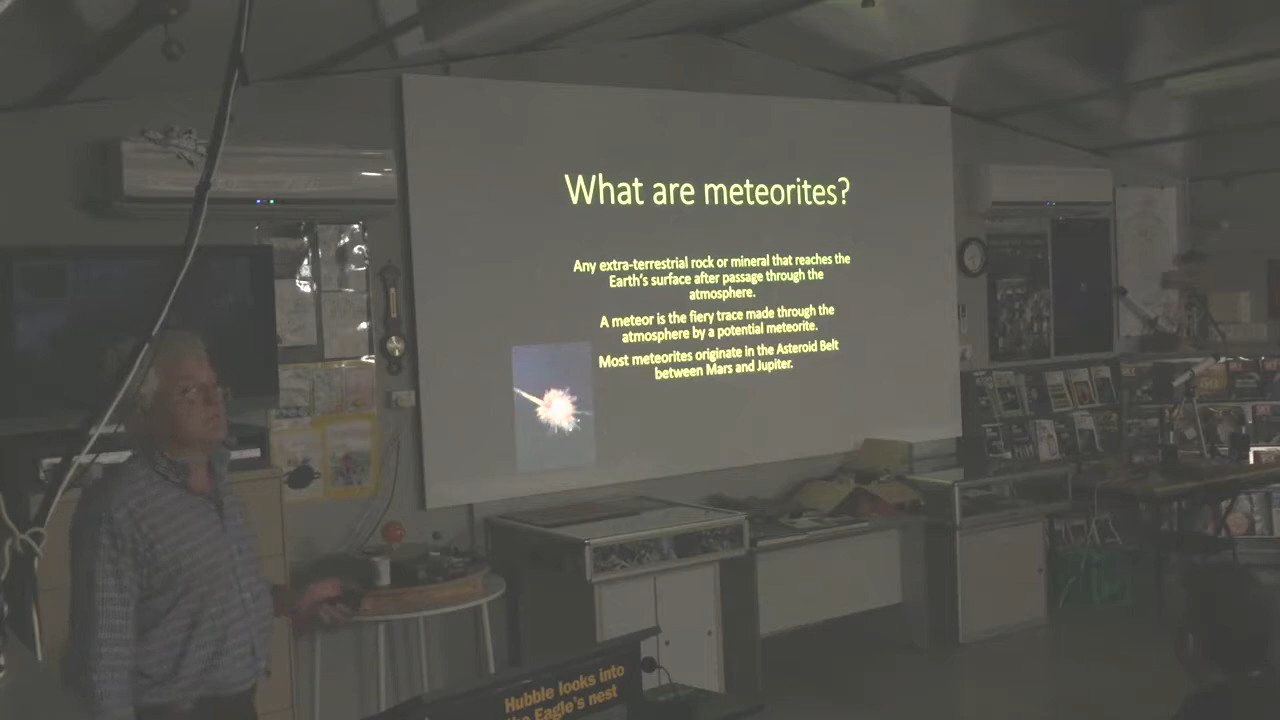 What are meteorites?
Any extra-terrestrial rock or mineral that reaches the
Earth's surface after passage through the
atmosphere.
A meteor is the fiery trace made through the
atmosphere by a potential meteorite.
Most meteorites originate in the Asteroid Belt
between Mars and Jupiter.
Hubble looks into
the Eagle's nest